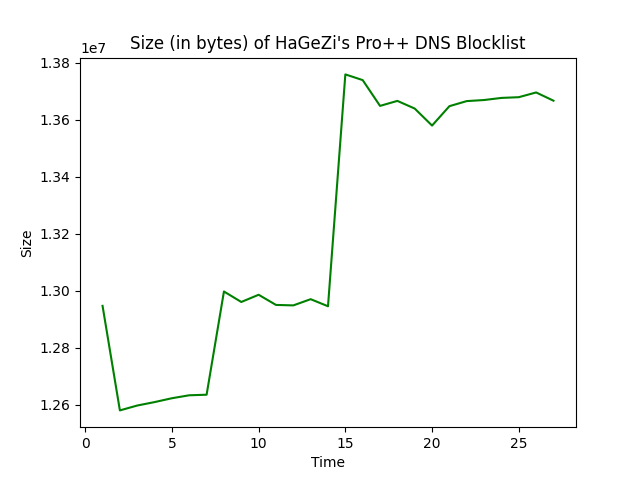 Size (in bytes) of HaGeZi's Pro++ DNS Blocklist
1e7
1.38
1.36
1.34
1.32
1.30
1.28
1.26
Size
0 5 10 15 20 25
Time